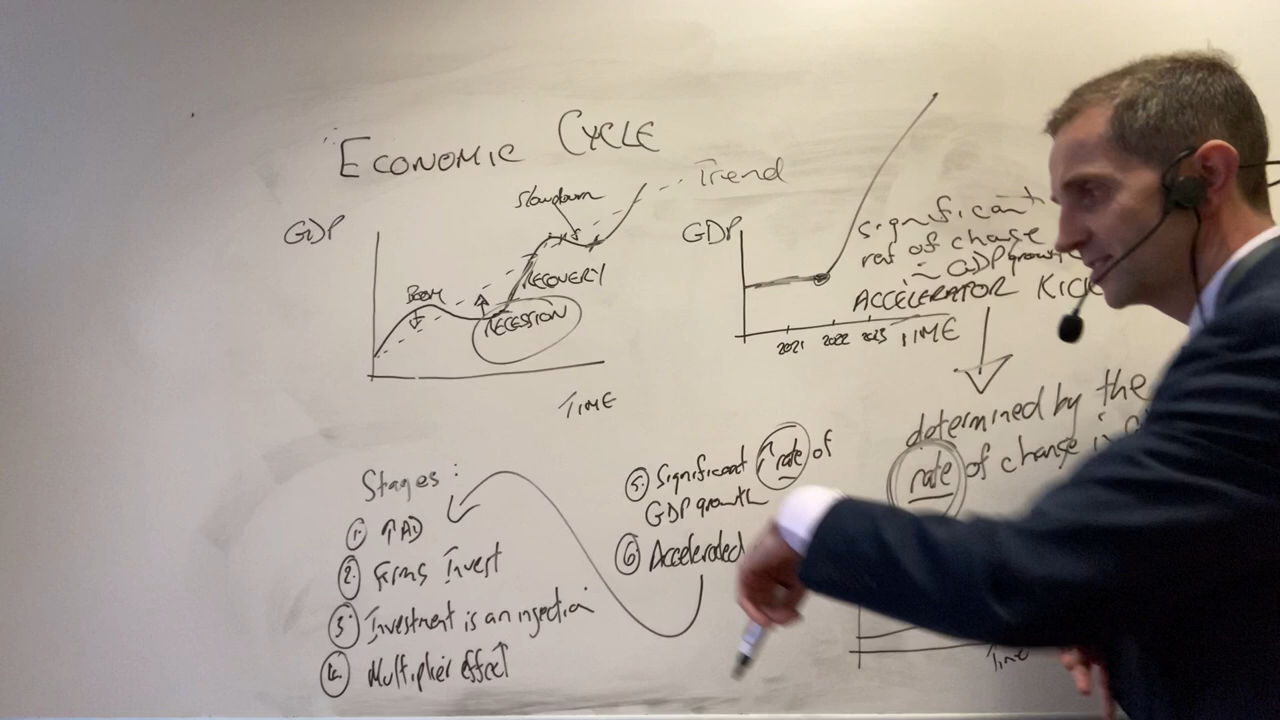 ECONOMIC CYCLE
GDP
BOOM
Slowdown
Trend
RECOVERY
RECESSION
TIME
GDP
2021 2022 2023 TIME
significant
of change
GDP growth
ACCELERATOR KICK
determined by the
rate of change in
Time
Stages:
1. ↑AD
2. Firms Invest
3. Investment is an injection
4. Multiplier effect↑
5. Significant ↑rate of
GDP growth
6 Accelerated